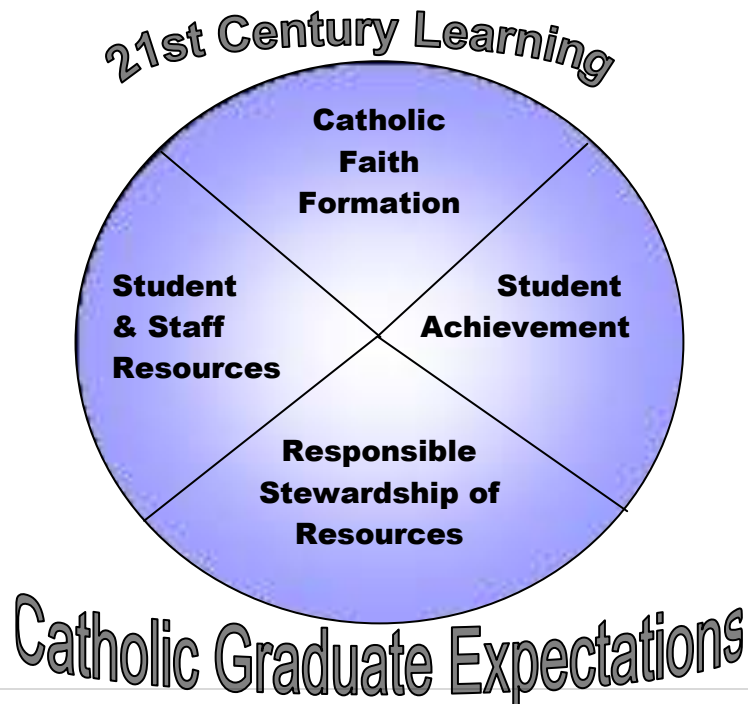 21st Century Learning
Catholic
Faith
Formation
Student
& Staff
Resources
Student
Achievement
Responsible
Stewardship of
Resources
Catholic Graduate Expectations